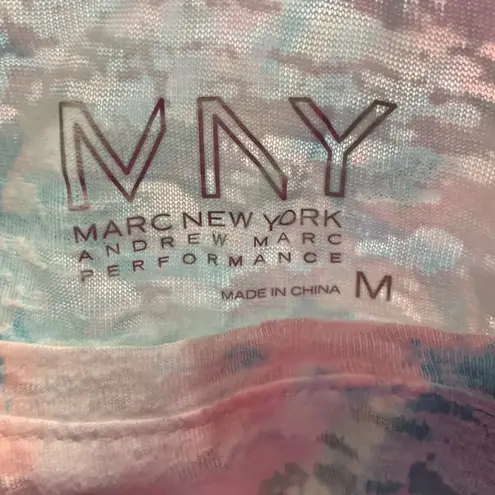 MNY
MARC NEW YORK
ANDREW MARC
PERFORMANCE
MADE IN CHINA M